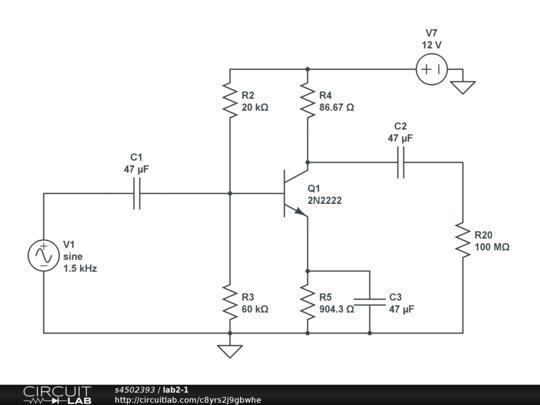 V7
12 V
R2
20 kΩ
R4
86.67 Ω
C2
47 µF
C1
47 µF
Q1
2N2222
V1
sine
1.5 kHz
R20
100 MΩ
R3
60 kΩ
R5
904.3 Ω
C3
47 µF
CIRCUIT
LAB
s4502393 / lab2-1
http://circuitlab.com/c8yrs2j9gbwhe